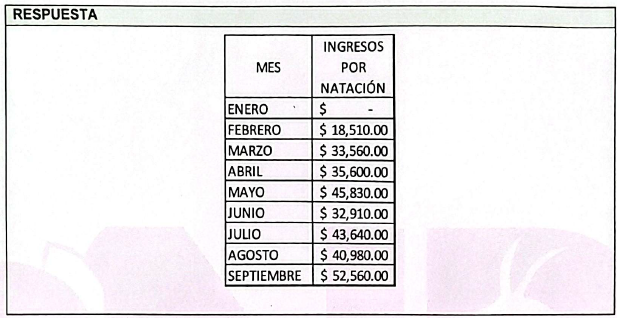 RESPUESTA
MES INGRESOS POR NATACIÓN
ENERO $ -
FEBRERO $ 18,510.00
MARZO $ 33,560.00
ABRIL $ 35,600.00
MAYO $ 45,830.00
JUNIO $ 32,910.00
JULIO $ 43,640.00
AGOSTO $ 40,980.00
SEPTIEMBRE $ 52,560.00